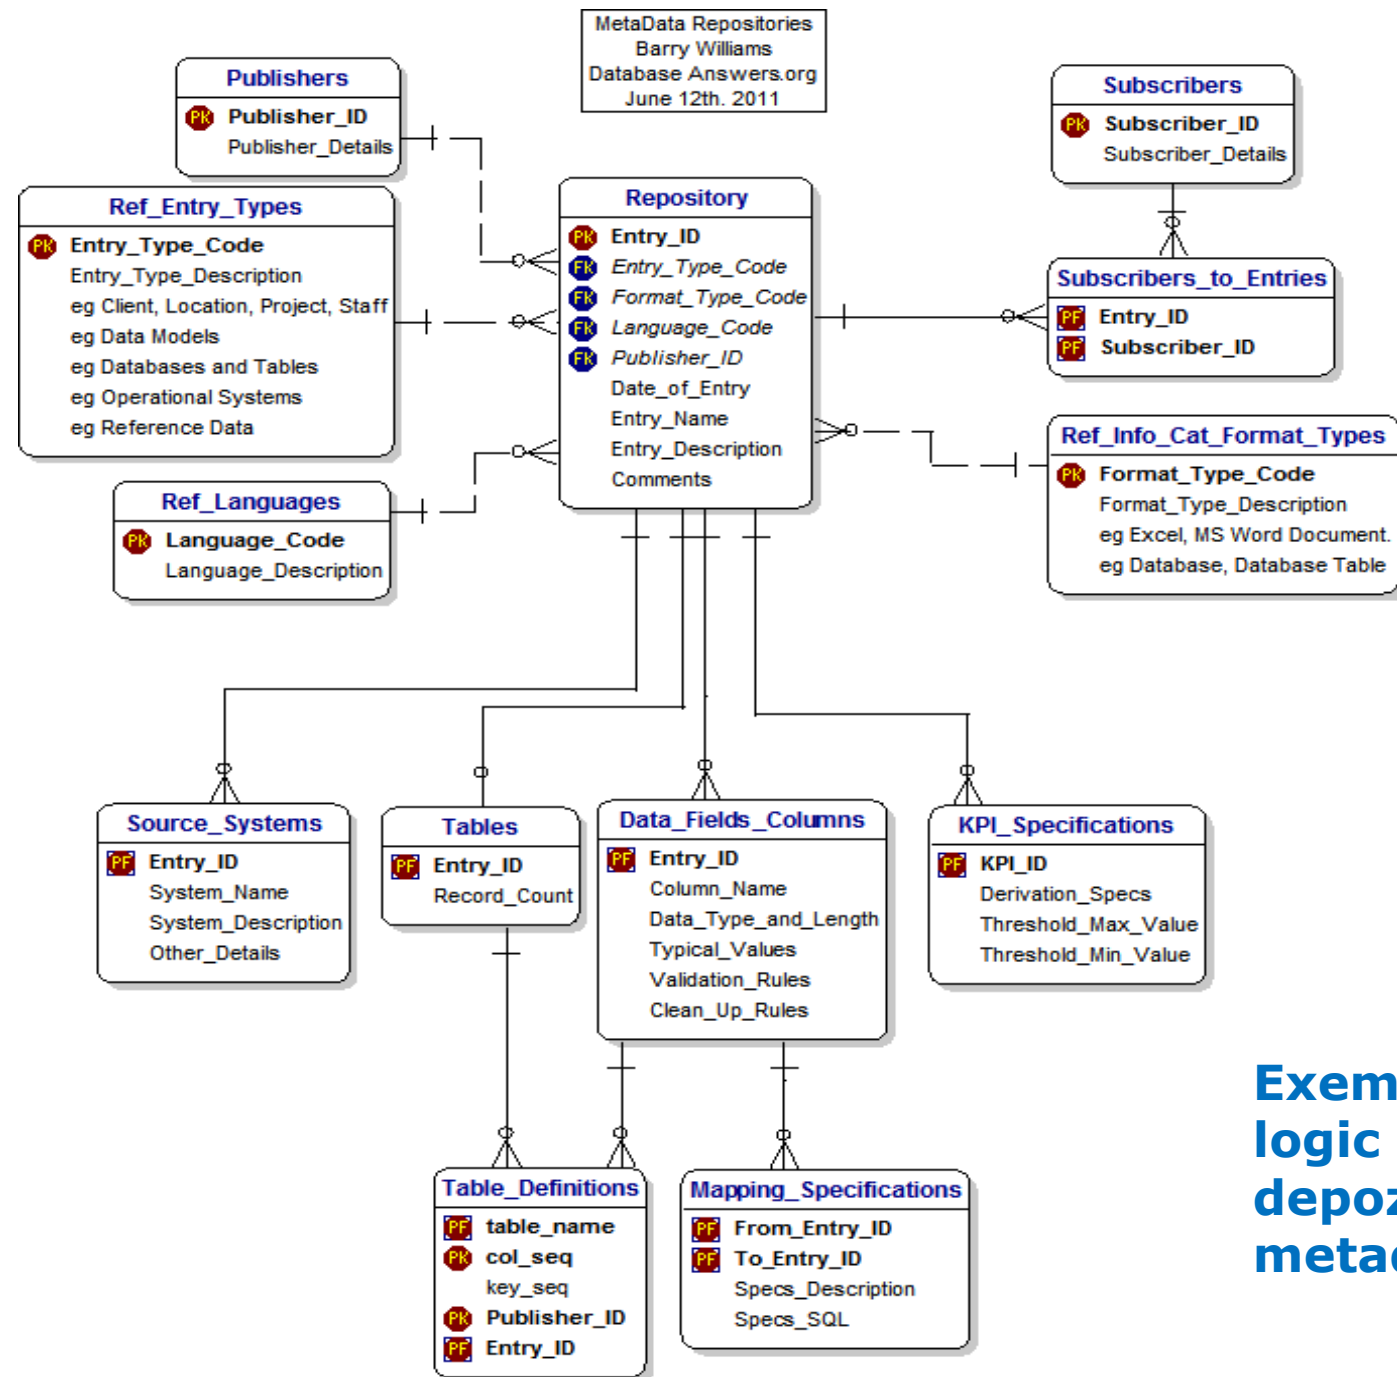 MetaData Repositories
Barry Williams
Database Answers.org
June 12th. 2011
Publishers
PK Publisher_ID
Publisher_Details
Subscribers
PK Subscriber_ID
Subscriber_Details
Ref_Entry_Types
PK Entry_Type_Code
Entry_Type_Description
eg Client, Location, Project, Staff
eg Data Models
eg Databases and Tables
eg Operational Systems
eg Reference Data
Repository
PK Entry_ID
FK Entry_Type_Code
FK Format_Type_Code
FK Language_Code
FK Publisher_ID
Date_of_Entry
Entry_Name
Entry_Description
Comments
Subscribers_to_Entries
PF Entry_ID
PF Subscriber_ID
Ref_Info_Cat_Format_Types
PK Format_Type_Code
Format_Type_Description
eg Excel, MS Word Document.
eg Database, Database Table
Ref_Languages
PK Language_Code
Language_Description
Source_Systems
PF Entry_ID
System_Name
System_Description
Other_Details
Tables
PF Entry_ID
Record_Count
Data_Fields_Columns
PF Entry_ID
Column_Name
Data_Type_and_Length
Typical_Values
Validation_Rules
Clean_Up_Rules
KPI_Specifications
PF KPI_ID
Derivation_Specs
Threshold_Max_Value
Threshold_Min_Value
Table_Definitions
PF table_name
PK col_seq
key_seq
PK Publisher_ID
PF Entry_ID
Mapping_Specifications
PF From_Entry_ID
PF To_Entry_ID
Specs_Description
Specs_SQL
logic